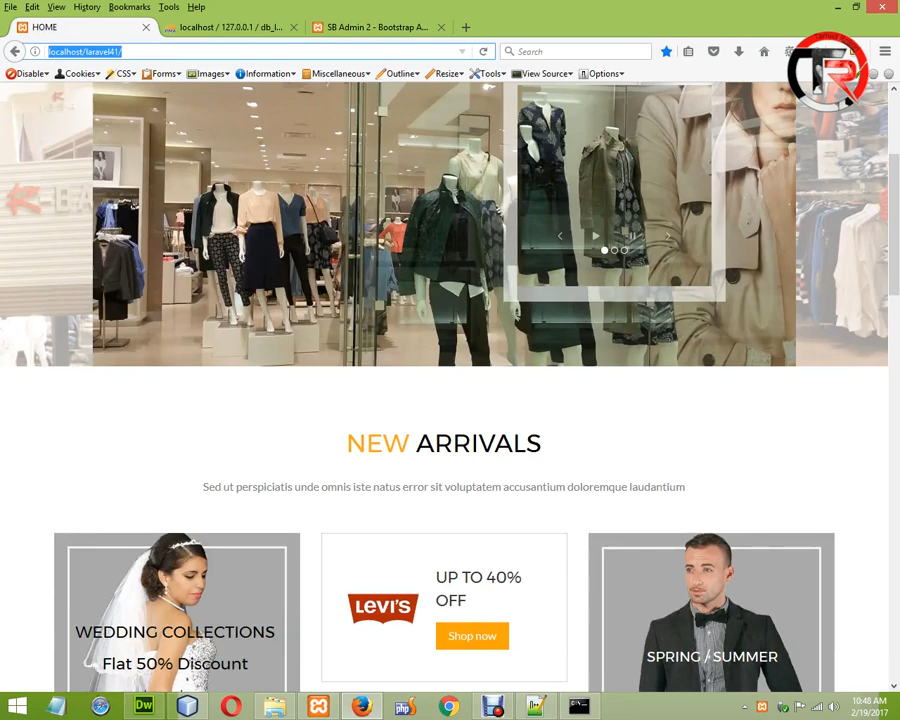 File Edit View History Bookmarks Tools Help
HOME
localhost / 127.0.0.1 / db_l...
SB Admin 2 - Bootstrap A...
localhost/laravel41/
Search
Disable Cookies CSS Forms Images Information Miscellaneous Outline Resize Tools View Source Options
TR
NEW ARRIVALS
Sed ut perspiciatis unde omnis iste natus error sit voluptatem accusantium doloremque laudantium
WEDDING COLLECTIONS
Flat 50% Discount
LEVI'S
UP TO 40%
OFF
Shop now
SPRING / SUMMER
Dw
php
10:48 AM
2/19/2017